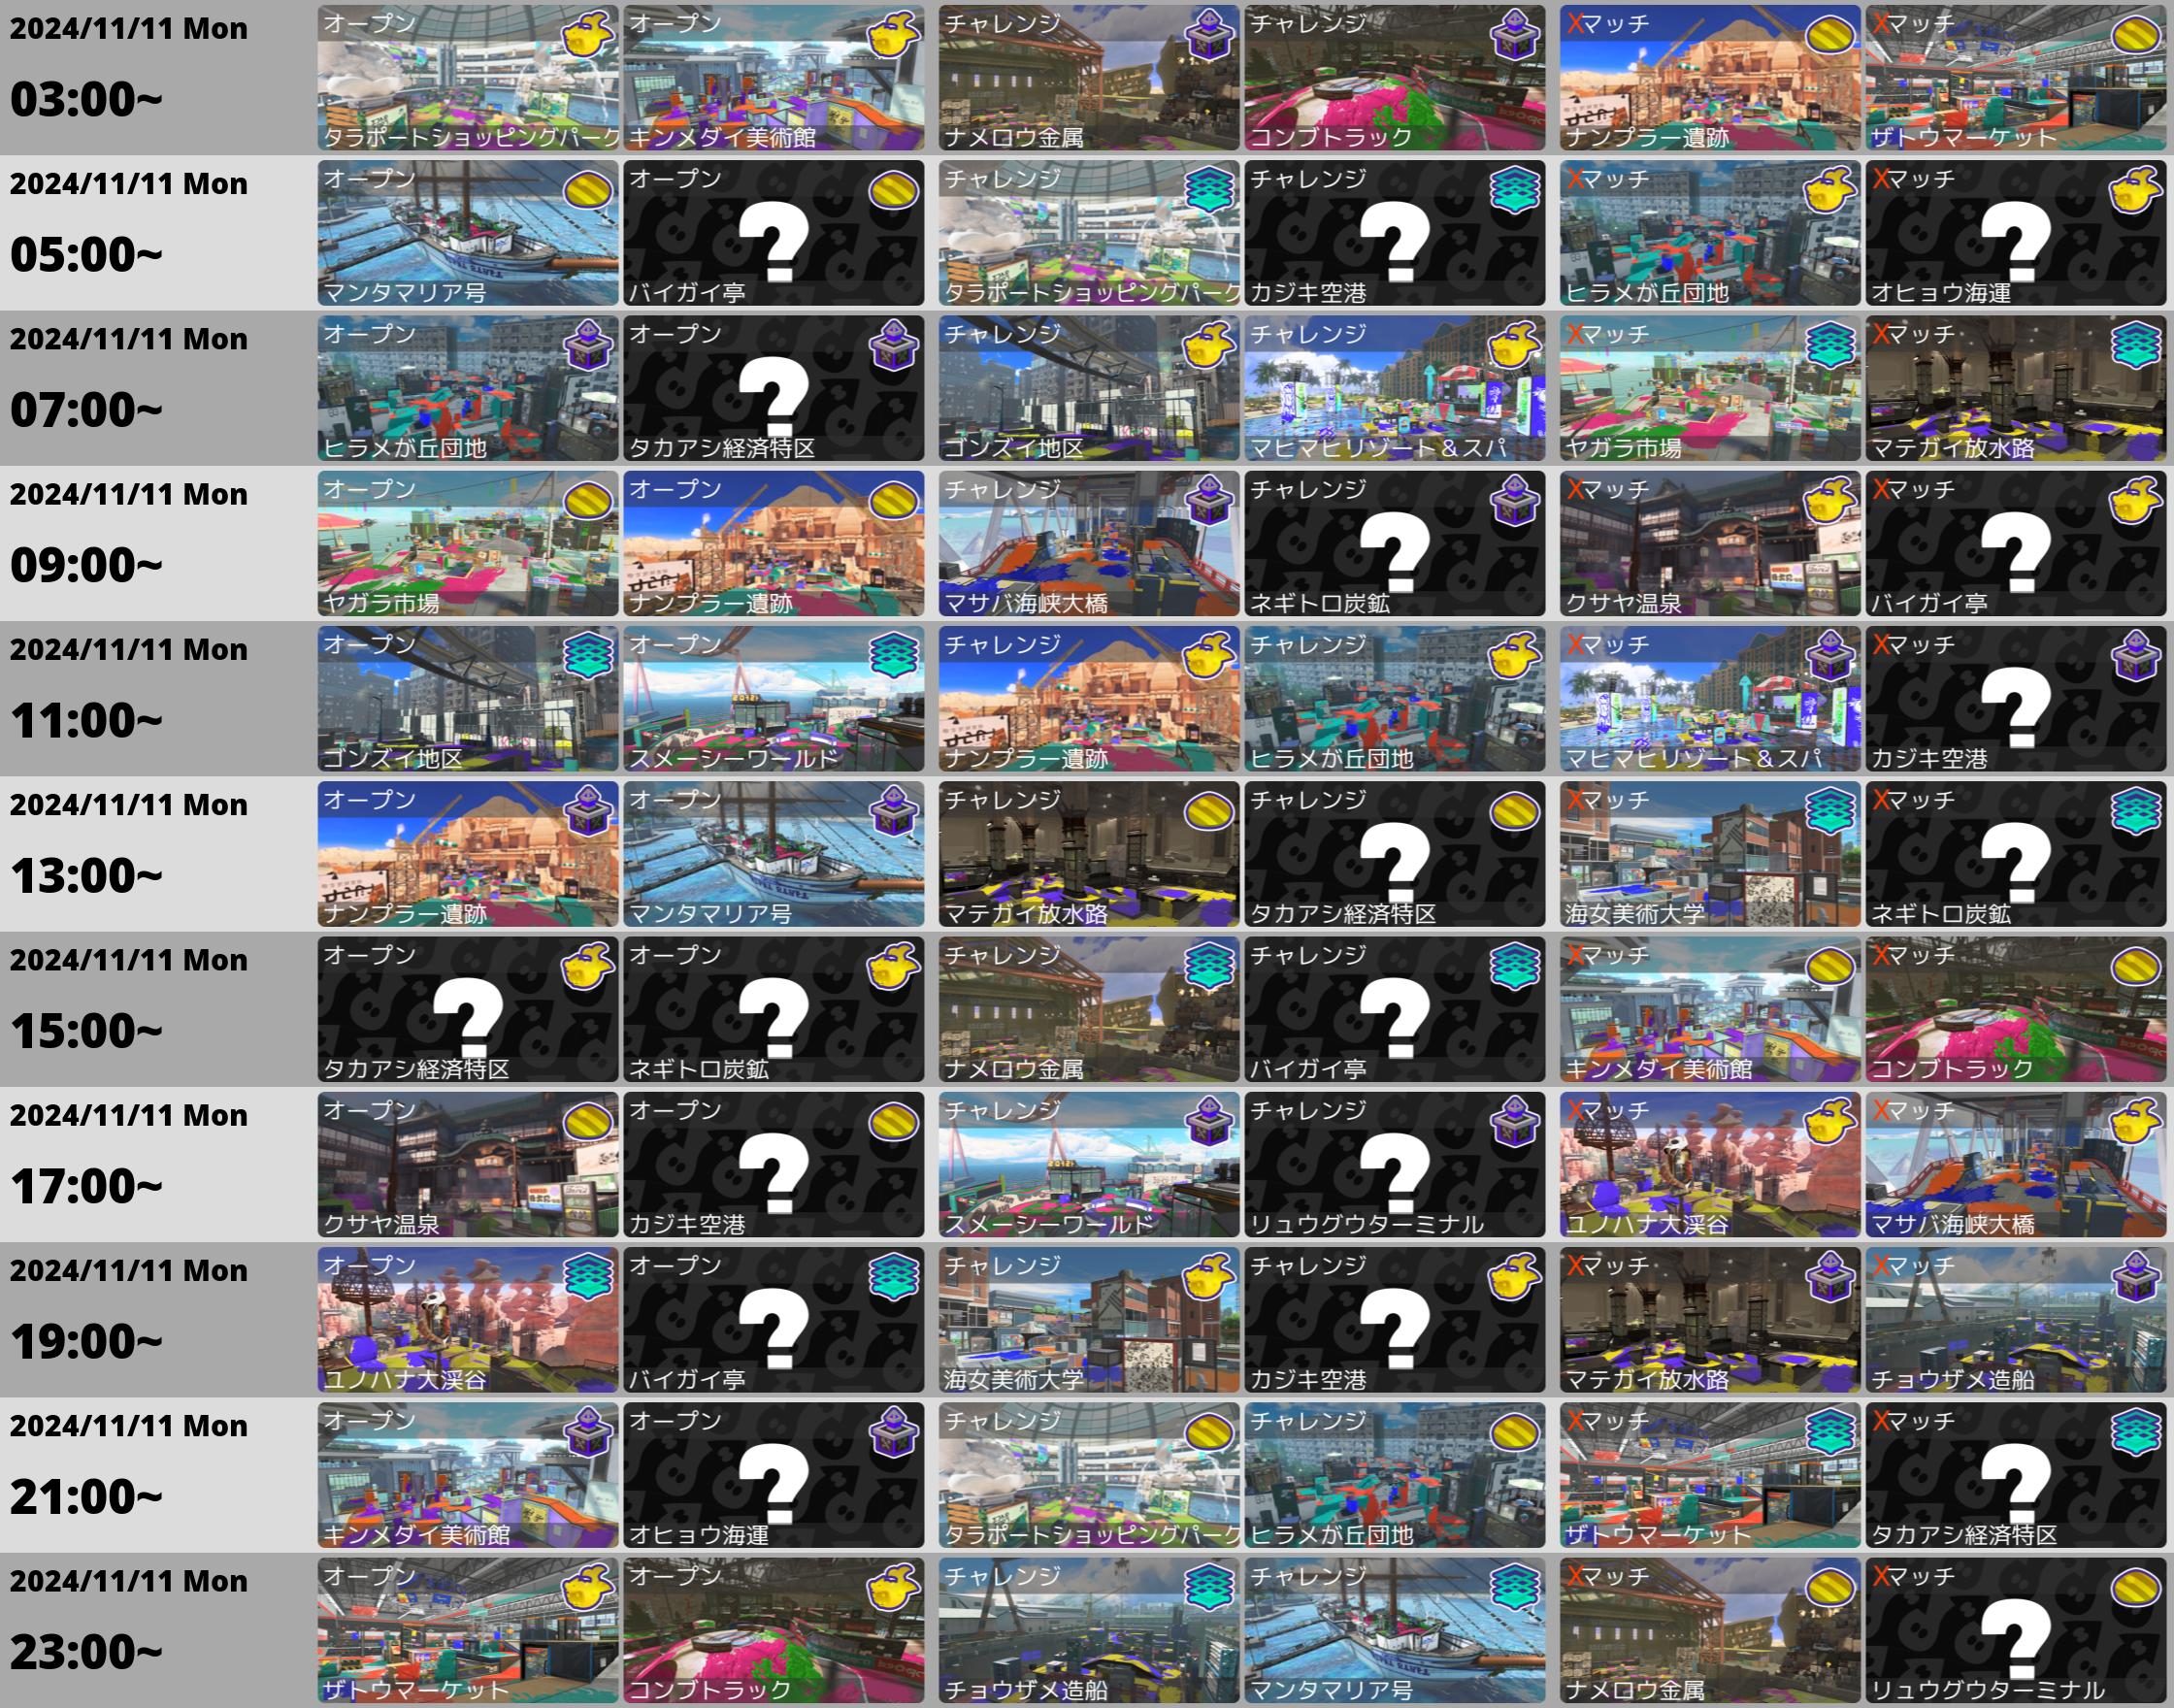 2024/11/11 Mon
03:00~
オープン
タラポートショッピングパーク
オープン
キンメダイ美術館
チャレンジ
ナメロウ金属
チャレンジ
コンブトラック
Xマッチ
ナンプラー遺跡
Xマッチ
ザトウマーケット
2024/11/11 Mon
05:00~
オープン
マンタマリア号
オープン
?
バイガイ亭
チャレンジ
タラポートショッピングパーク
チャレンジ
?
カジキ空港
Xマッチ
ヒラメが丘団地
Xマッチ
?
オヒョウ海運
2024/11/11 Mon
07:00~
オープン
ヒラメが丘団地
オープン
?
タカアシ経済特区
チャレンジ
ゴンズイ地区
チャレンジ
マヒマヒリゾート&スパ
Xマッチ
ヤガラ市場
Xマッチ
マテガイ放水路
2024/11/11 Mon
09:00~
オープン
ヤガラ市場
オープン
ナンプラー遺跡
チャレンジ
マサバ海峡大橋
チャレンジ
?
ネギトロ炭鉱
Xマッチ
クサヤ温泉
Xマッチ
?
バイガイ亭
2024/11/11 Mon
11:00~
オープン
ゴンズイ地区
オープン
スメーシーワールド
チャレンジ
ナンプラー遺跡
チャレンジ
ヒラメが丘団地
Xマッチ
マヒマヒリゾート&スパ
Xマッチ
?
カジキ空港
2024/11/11 Mon
13:00~
オープン
ナンプラー遺跡
オープン
マンタマリア号
チャレンジ
マテガイ放水路
チャレンジ
?
タカアシ経済特区
Xマッチ
海女美術大学
Xマッチ
?
ネギトロ炭鉱
2024/11/11 Mon
15:00~
オープン
?
タカアシ経済特区
オープン
?
ネギトロ炭鉱
チャレンジ
ナメロウ金属
チャレンジ
?
バイガイ亭
Xマッチ
キンメダイ美術館
Xマッチ
コンブトラック
2024/11/11 Mon
17:00~
オープン
クサヤ温泉
オープン
?
カジキ空港
チャレンジ
スメーシーワールド
チャレンジ
?
リュウグウターミナル
Xマッチ
ユノハナ大渓谷
Xマッチ
マサバ海峡大橋
2024/11/11 Mon
19:00~
オープン
ユノハナ大渓谷
オープン
?
バイガイ亭
チャレンジ
海女美術大学
チャレンジ
?
カジキ空港
Xマッチ
マテガイ放水路
Xマッチ
チョウザメ造船
2024/11/11 Mon
21:00~
オープン
キンメダイ美術館
オープン
?
オヒョウ海運
チャレンジ
タラポートショッピングパーク
チャレンジ
ヒラメが丘団地
Xマッチ
ザトウマーケット
Xマッチ
?
タカアシ経済特区
2024/11/11 Mon
23:00~
オープン
ザトウマーケット
オープン
コンブトラック
チャレンジ
チョウザメ造船
チャレンジ
マンタマリア号
Xマッチ
ナメロウ金属
Xマッチ
?
リュウグウターミナル